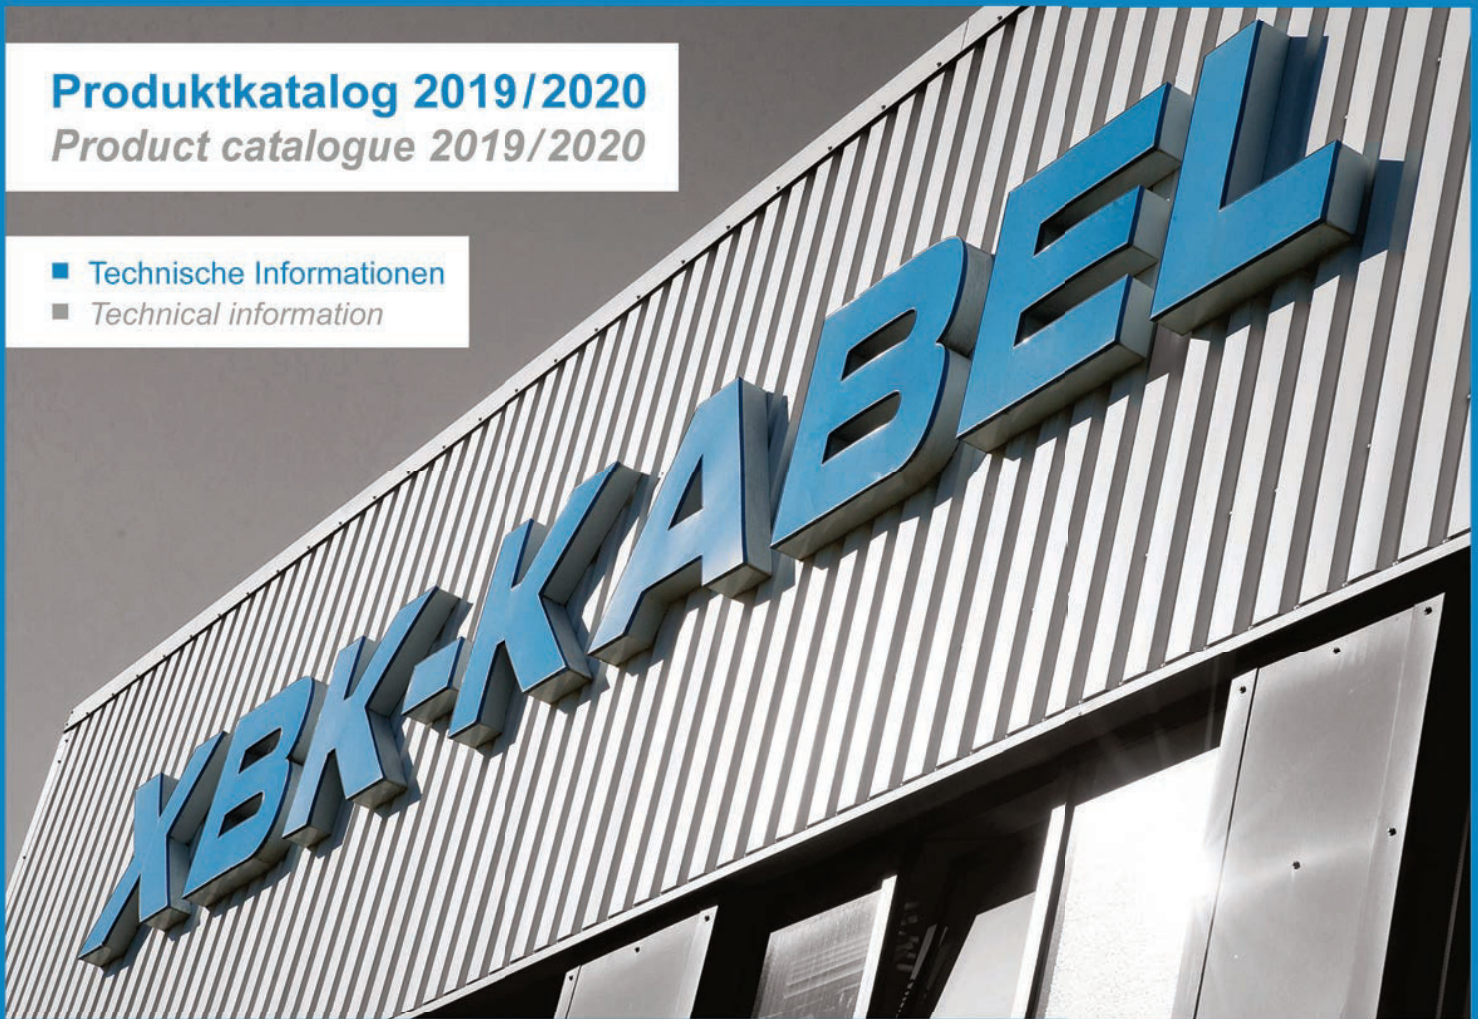 Produktkatalog 2019/2020
Product catalogue 2019/2020
Technische Informationen
Technical information
XBK-KABEL